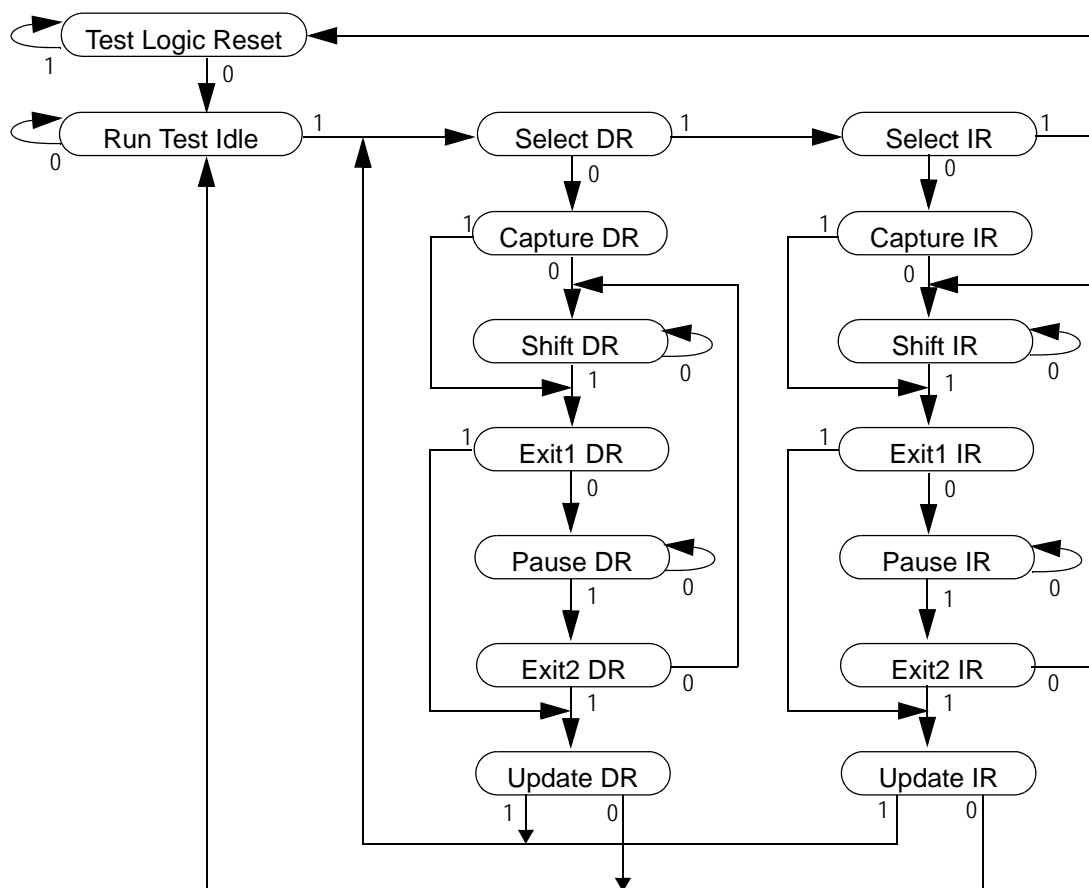 Test Logic Reset
1
0
Run Test Idle
1
Select DR
1
Select IR
1
0
0
0
1
Capture DR
1
Capture IR
0
0
Shift DR
Shift IR
0
0
1
1
1
Exit1 DR
1
Exit1 IR
0
0
Pause DR
Pause IR
0
0
1
1
Exit2 DR
Exit2 IR
0
0
1
1
Update DR
Update IR
1
0
1
0